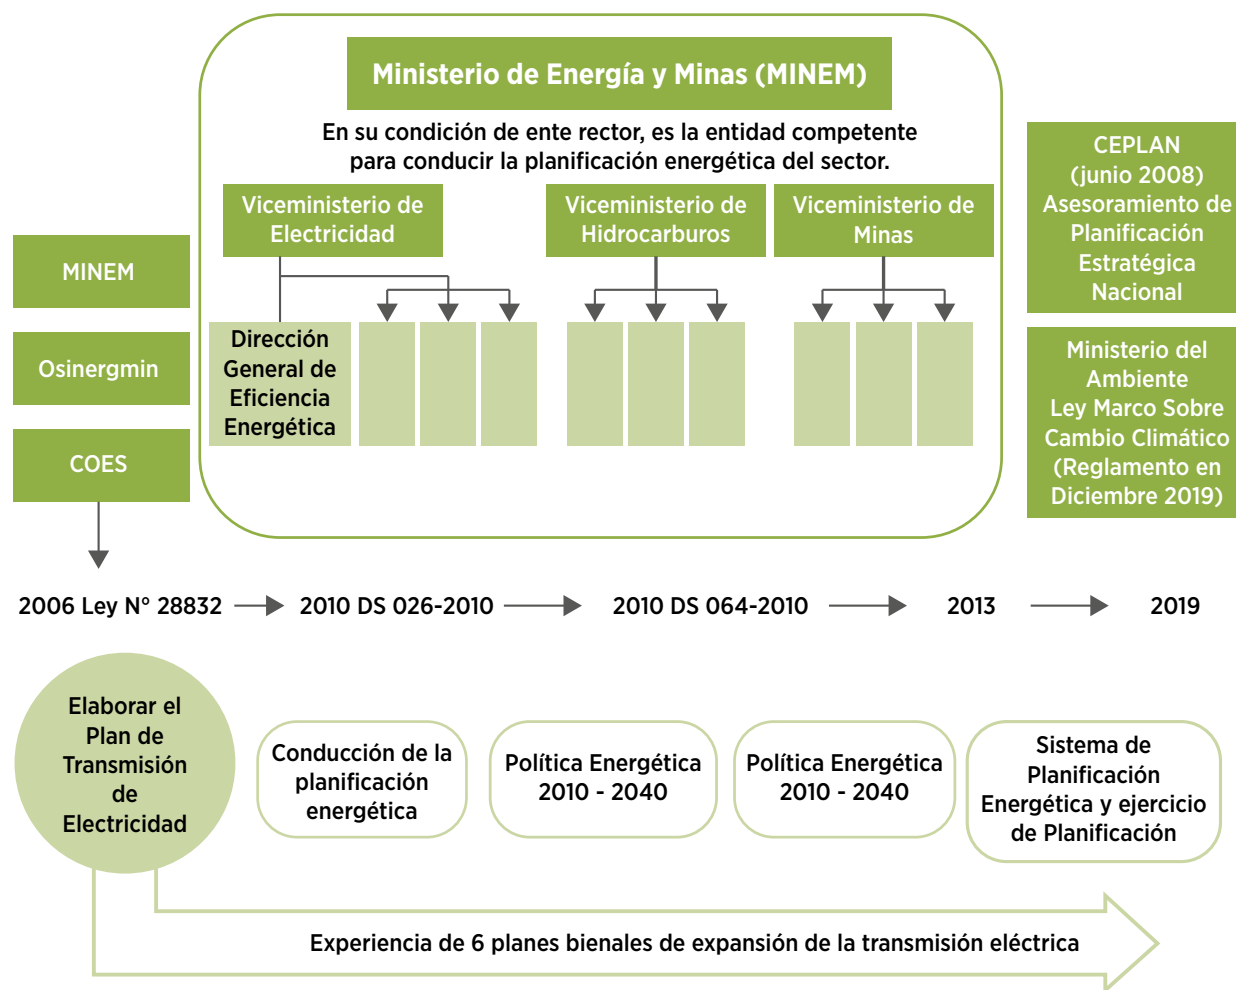 Ministerio de Energía y Minas (MINEM)
En su condición de ente rector, es la entidad competente
para conducir la planificación energética del sector.
Viceministerio de
Electricidad
Viceministerio de
Hidrocarburos
Viceministerio de
Minas
Dirección
General de
Eficiencia
Energética
MINEM
Osinergmin
COES
CEPLAN
(junio 2008)
Asesoramiento de
Planificación
Estratégica
Nacional
Ministerio del
Ambiente
Ley Marco Sobre
Cambio Climático
(Reglamento en
Diciembre 2019)
2006 Ley N° 28832
2010 DS 026-2010
2010 DS 064-2010
2013
2019
Elaborar el
Plan de
Transmisión
de
Electricidad
Conducción de la
planificación
energética
Política Energética
2010 - 2040
Política Energética
2010 - 2040
Sistema de
Planificación
Energética y ejercicio
de Planificación
Experiencia de 6 planes bienales de expansión de la transmisión eléctrica